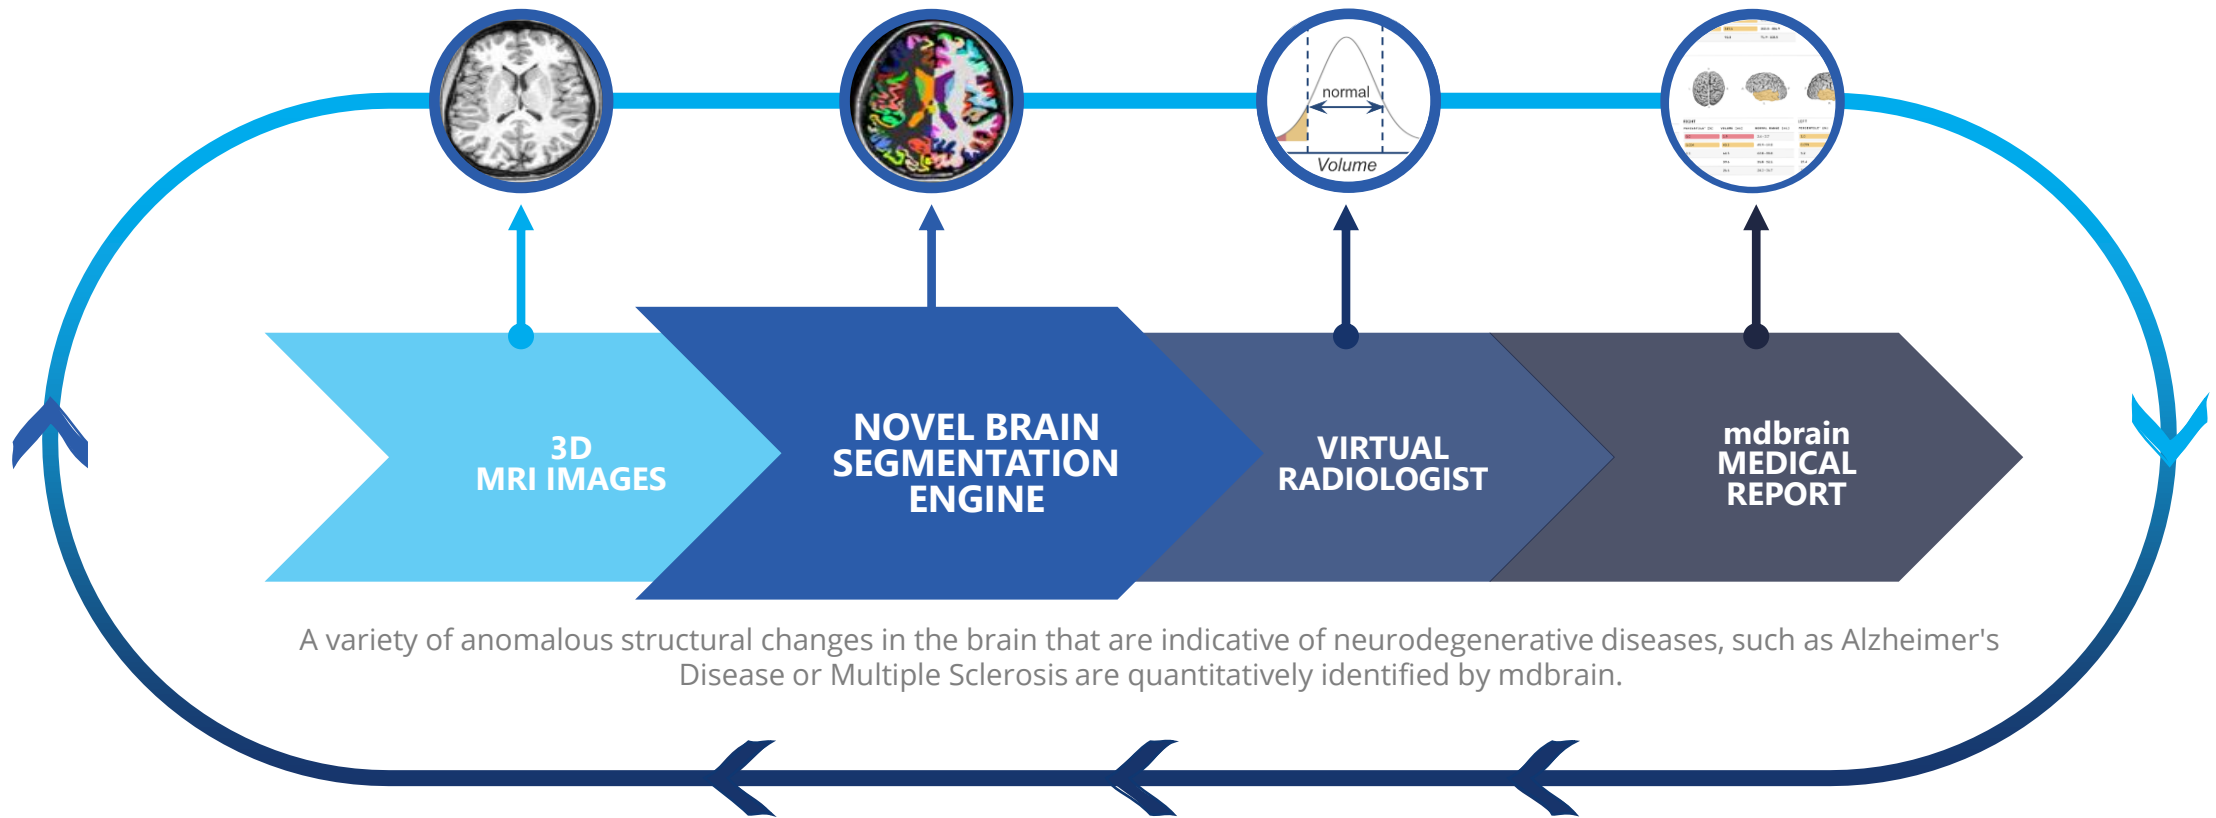 normal
Volume
RIGHT
LEFT
3D
MRI IMAGES
NOVEL BRAIN
SEGMENTATION
ENGINE
VIRTUAL
RADIOLOGIST
mdbrain
MEDICAL
REPORT
A variety of anomalous structural changes in the brain that are indicative of neurodegenerative diseases, such as Alzheimer's
Disease or Multiple Sclerosis are quantitatively identified by mdbrain.